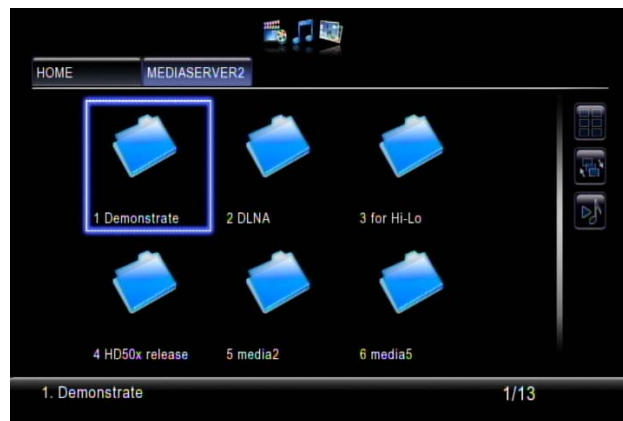 HOME MEDIASERVER2
1 Demonstrate 2 DLNA 3 for Hi-Lo
4 HD50x release 5 media2 6 media5
1. Demonstrate 1/13